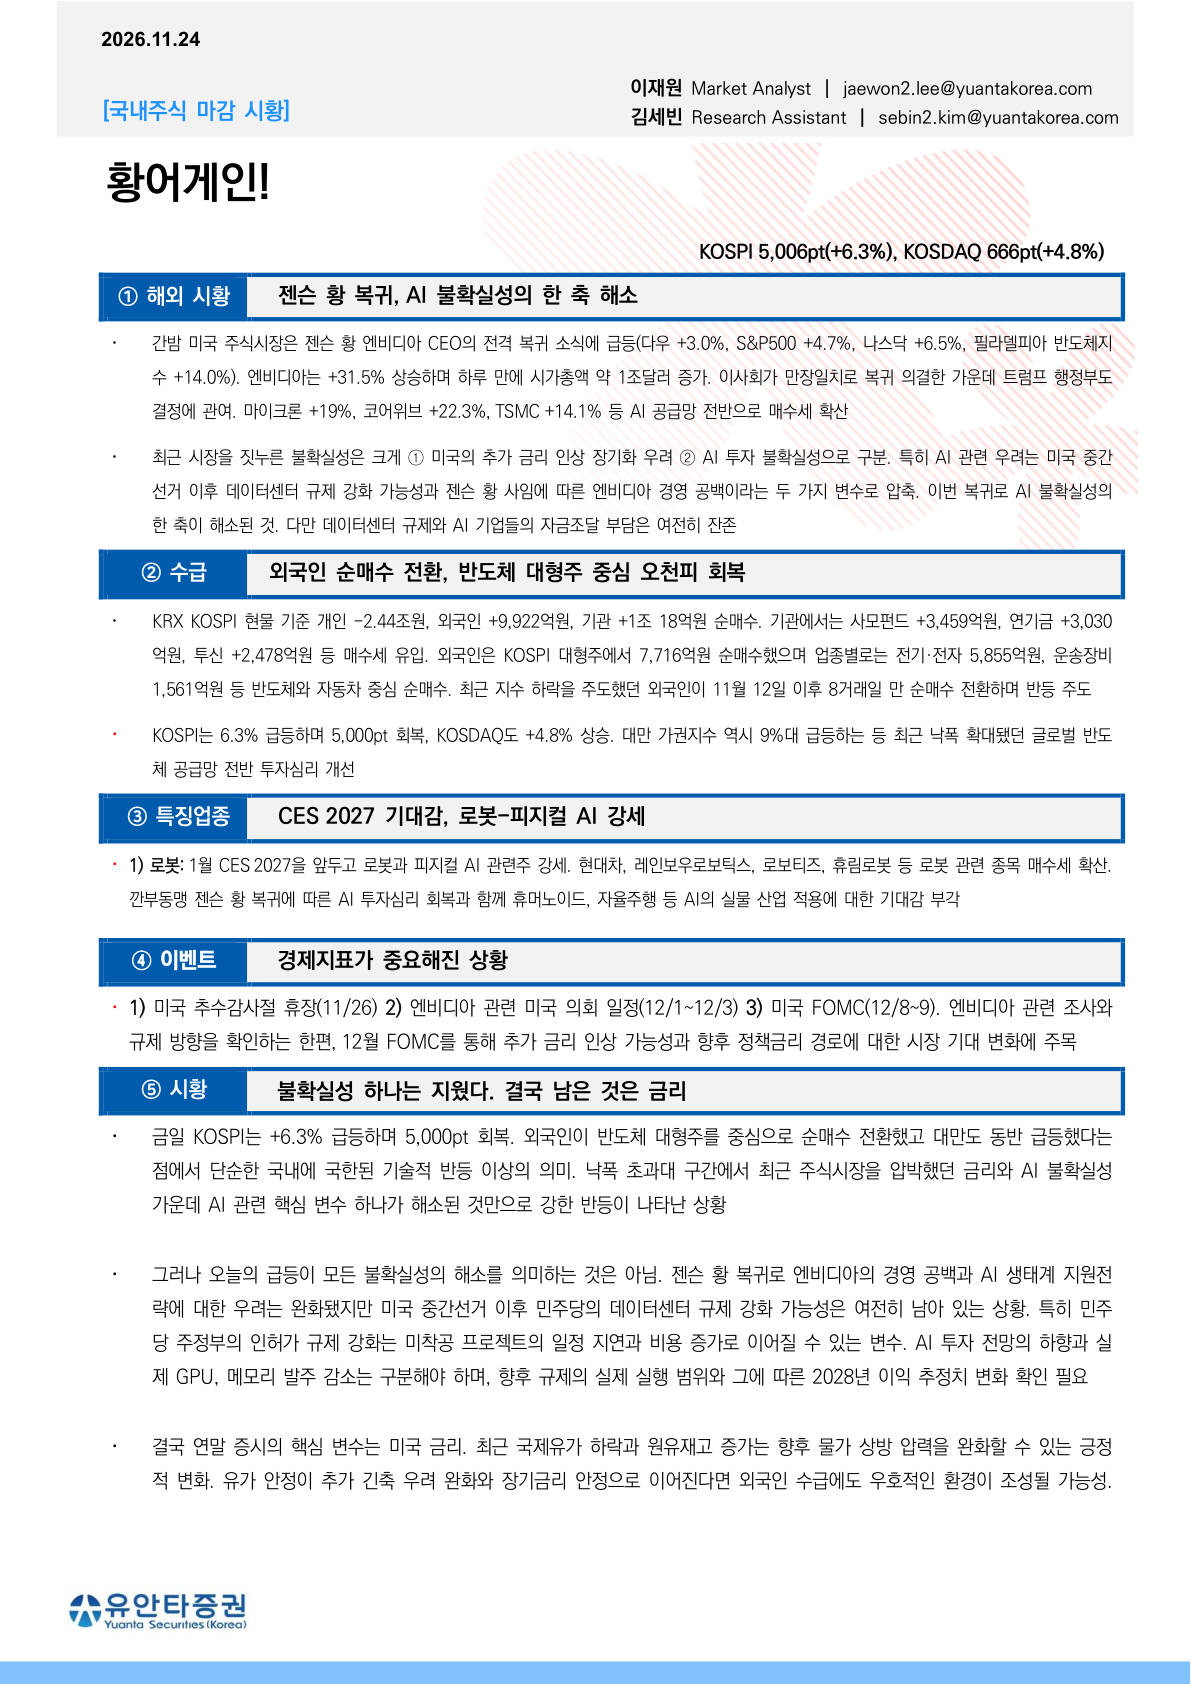 2026.11.24
이재원 Market Analyst | jaewon2.lee@yuantakorea.com
[국내주식 마감 시황]
김세빈 Research Assistant | sebin2.kim@yuantakorea.com
황어게인!
KOSPI 5,006pt(+6.3%), KOSDAQ 666pt(+4.8%)
① 해외 시황 젠슨 황 복귀, AI 불확실성의 한 축 해소
· 간밤 미국 주식시장은 젠슨 황 엔비디아 CEO의 전격 복귀 소식에 급등(다우 +3.0%, S&P500 +4.7%, 나스닥 +6.5%, 필라델피아 반도체지
수 +14.0%). 엔비디아는 +31.5% 상승하며 하루 만에 시가총액 약 1조달러 증가. 이사회가 만장일치로 복귀 의결한 가운데 트럼프 행정부도
결정에 관여. 마이크론 +19%, 코어위브 +22.3%, TSMC +14.1% 등 AI 공급망 전반으로 매수세 확산
· 최근 시장을 짓누른 불확실성은 크게 ① 미국의 추가 금리 인상 장기화 우려 ② AI 투자 불확실성으로 구분. 특히 AI 관련 우려는 미국 중간
선거 이후 데이터센터 규제 강화 가능성과 젠슨 황 사임에 따른 엔비디아 경영 공백이라는 두 가지 변수로 압축. 이번 복귀로 AI 불확실성의
한 축이 해소된 것. 다만 데이터센터 규제와 AI 기업들의 자금조달 부담은 여전히 잔존
② 수급 외국인 순매수 전환, 반도체 대형주 중심 오천피 회복
· KRX KOSPI 현물 기준 개인 -2.44조원, 외국인 +9,922억원, 기관 +1조 18억원 순매수. 기관에서는 사모펀드 +3,459억원, 연기금 +3,030
억원, 투신 +2,478억원 등 매수세 유입. 외국인은 KOSPI 대형주에서 7,716억원 순매수했으며 업종별로는 전기·전자 5,855억원, 운송장비
1,561억원 등 반도체와 자동차 중심 순매수. 최근 지수 하락을 주도했던 외국인이 11월 12일 이후 8거래일 만 순매수 전환하며 반등 주도
· KOSPI는 6.3% 급등하며 5,000pt 회복, KOSDAQ도 +4.8% 상승. 대만 가권지수 역시 9%대 급등하는 등 최근 낙폭 확대됐던 글로벌 반도
체 공급망 전반 투자심리 개선
③ 특징업종 CES 2027 기대감, 로봇-피지컬 AI 강세
· 1) 로봇: 1월 CES 2027을 앞두고 로봇과 피지컬 AI 관련주 강세. 현대차, 레인보우로보틱스, 로보티즈, 휴림로봇 등 로봇 관련 종목 매수세 확산.
깐부동맹 젠슨 황 복귀에 따른 AI 투자심리 회복과 함께 휴머노이드, 자율주행 등 AI의 실물 산업 적용에 대한 기대감 부각
④ 이벤트 경제지표가 중요해진 상황
· 1) 미국 추수감사절 휴장(11/26) 2) 엔비디아 관련 미국 의회 일정(12/1~12/3) 3) 미국 FOMC(12/8~9). 엔비디아 관련 조사와
규제 방향을 확인하는 한편, 12월 FOMC를 통해 추가 금리 인상 가능성과 향후 정책금리 경로에 대한 시장 기대 변화에 주목
⑤ 시황 불확실성 하나는 지웠다. 결국 남은 것은 금리
· 금일 KOSPI는 +6.3% 급등하며 5,000pt 회복. 외국인이 반도체 대형주를 중심으로 순매수 전환했고 대만도 동반 급등했다는
점에서 단순한 국내에 국한된 기술적 반등 이상의 의미. 낙폭 초과대 구간에서 최근 주식시장을 압박했던 금리와 AI 불확실성
가운데 AI 관련 핵심 변수 하나가 해소된 것만으로 강한 반등이 나타난 상황
· 그러나 오늘의 급등이 모든 불확실성의 해소를 의미하는 것은 아님. 젠슨 황 복귀로 엔비디아의 경영 공백과 AI 생태계 지원전
략에 대한 우려는 완화됐지만 미국 중간선거 이후 민주당의 데이터센터 규제 강화 가능성은 여전히 남아 있는 상황. 특히 민주
당 주정부의 인허가 규제 강화는 미착공 프로젝트의 일정 지연과 비용 증가로 이어질 수 있는 변수. AI 투자 전망의 하향과 실
제 GPU, 메모리 발주 감소는 구분해야 하며, 향후 규제의 실제 실행 범위와 그에 따른 2028년 이익 추정치 변화 확인 필요
· 결국 연말 증시의 핵심 변수는 미국 금리. 최근 국제유가 하락과 원유재고 증가는 향후 물가 상방 압력을 완화할 수 있는 긍정
적 변화. 유가 안정이 추가 긴축 우려 완화와 장기금리 안정으로 이어진다면 외국인 수급에도 우호적인 환경이 조성될 가능성.
유안타증권
Yuanta Securities (Korea)